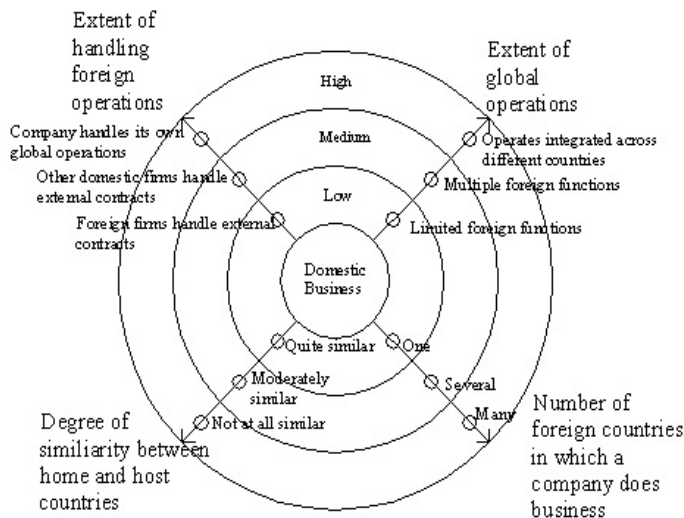 Extent of
handling
foreign
operations
Extent of
global
operations
High
Medium
Low
Domestic
Business
Company handles its own
global operations
Other domestic firms handle
external contracts
Foreign firms handle external
contracts
Operates integrated across
different countries
Multiple foreign functions
Limited foreign functions
Quite similar
Moderately
similar
Not at all similar
One
Several
Many
Degree of
similiarity between
home and host
countries
Number of
foreign countries
in which a
company does
business